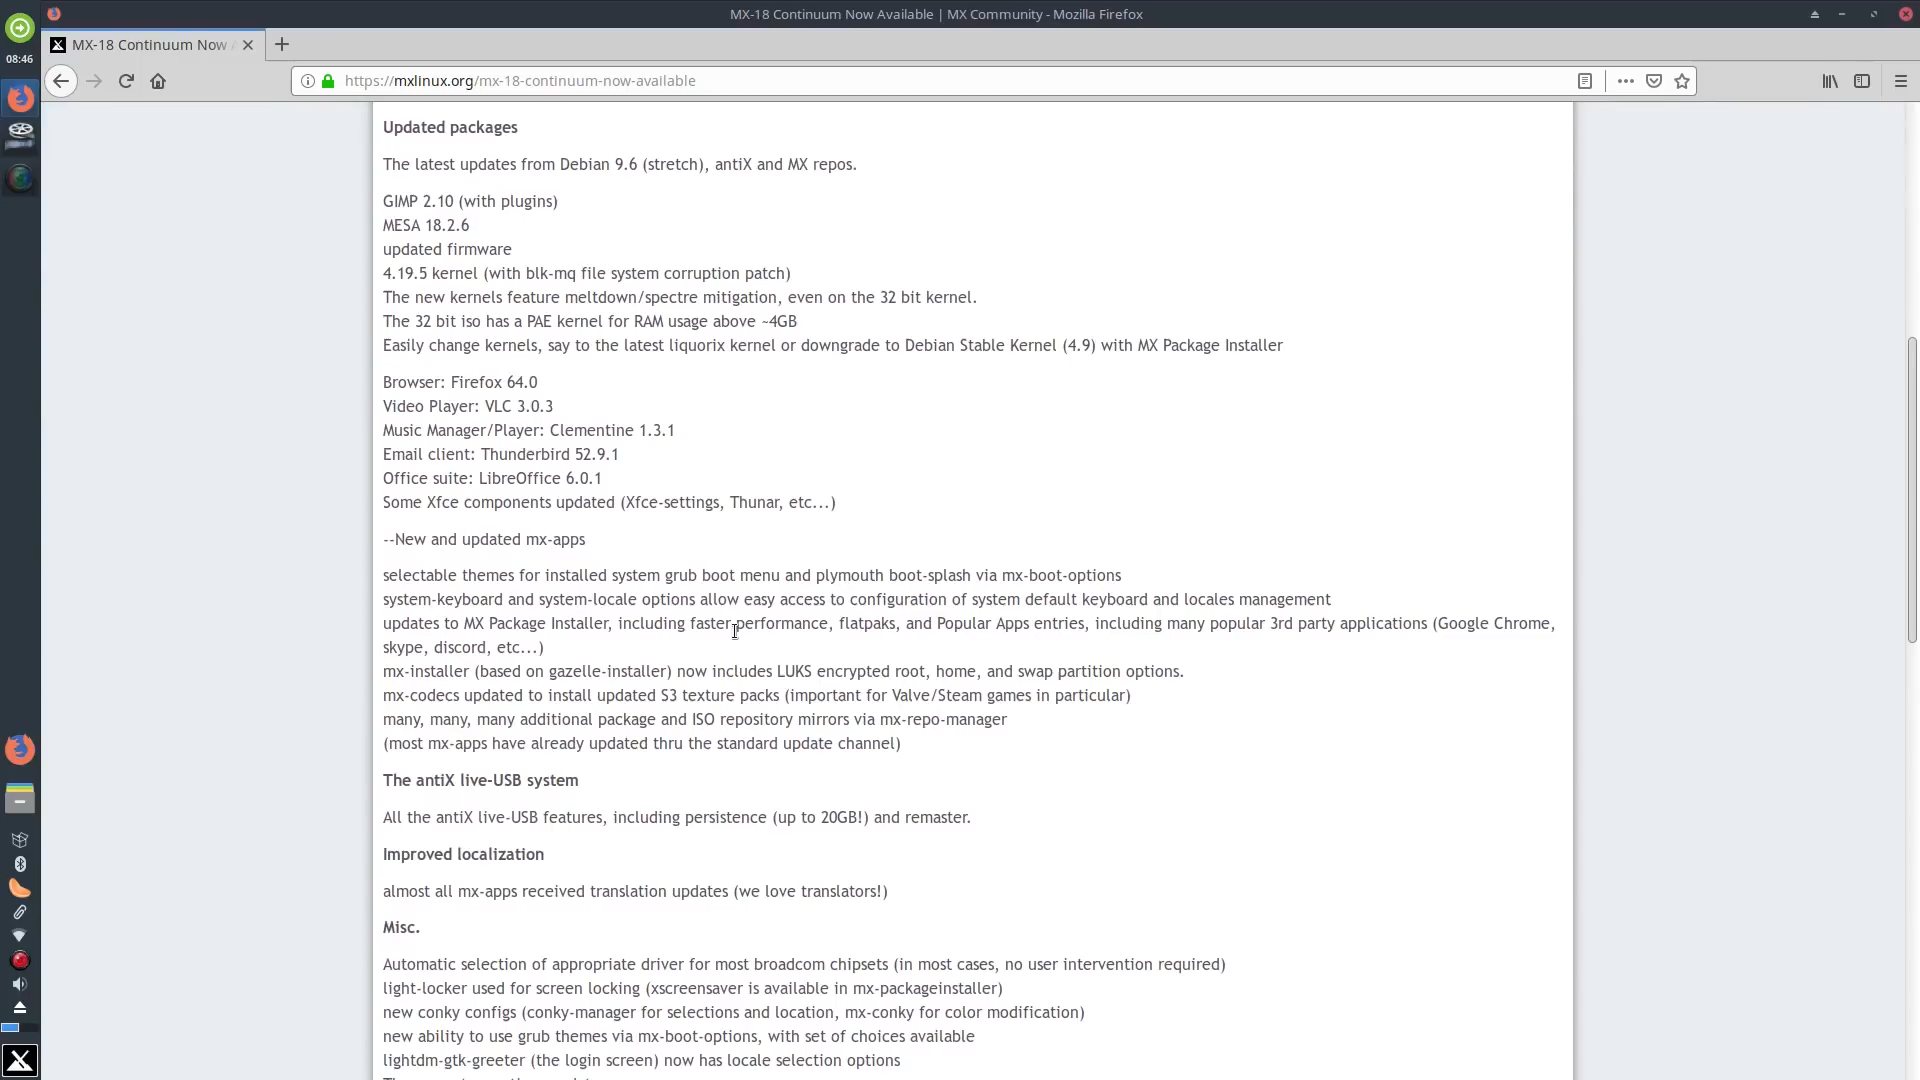 MX-18 Continuum Now Available | MX Community - Mozilla Firefox
08:46
MX-18 Continuum Now
https://mxlinux.org/mx-18-continuum-now-available
Updated packages
The latest updates from Debian 9.6 (stretch), antiX and MX repos.
GIMP 2.10 (with plugins)
MESA 18.2.6
updated firmware
4.19.5 kernel (with blk-mq file system corruption patch)
The new kernels feature meltdown/spectre mitigation, even on the 32 bit kernel.
The 32 bit iso has a PAE kernel for RAM usage above ~4GB
Easily change kernels, say to the latest liquorix kernel or downgrade to Debian Stable Kernel (4.9) with MX Package Installer
Browser: Firefox 64.0
Video Player: VLC 3.0.3
Music Manager/Player: Clementine 1.3.1
Email client: Thunderbird 52.9.1
Office suite: LibreOffice 6.0.1
Some Xfce components updated (Xfce-settings, Thunar, etc...)
--New and updated mx-apps
selectable themes for installed system grub boot menu and plymouth boot-splash via mx-boot-options
system-keyboard and system-locale options allow easy access to configuration of system default keyboard and locales management
updates to MX Package Installer, including faster performance, flatpaks, and Popular Apps entries, including many popular 3rd party applications (Google Chrome,
skype, discord, etc...)
mx-installer (based on gazelle-installer) now includes LUKS encrypted root, home, and swap partition options.
mx-codecs updated to install updated S3 texture packs (important for Valve/Steam games in particular)
many, many, many additional package and ISO repository mirrors via mx-repo-manager
(most mx-apps have already updated thru the standard update channel)
The antiX live-USB system
All the antiX live-USB features, including persistence (up to 20GB!) and remaster.
Improved localization
almost all mx-apps received translation updates (we love translators!)
Misc.
Automatic selection of appropriate driver for most broadcom chipsets (in most cases, no user intervention required)
light-locker used for screen locking (xscreensaver is available in mx-packageinstaller)
new conky configs (conky-manager for selections and location, mx-conky for color modification)
new ability to use grub themes via mx-boot-options, with set of choices available
lightdm-gtk-greeter (the login screen) now has locale selection options